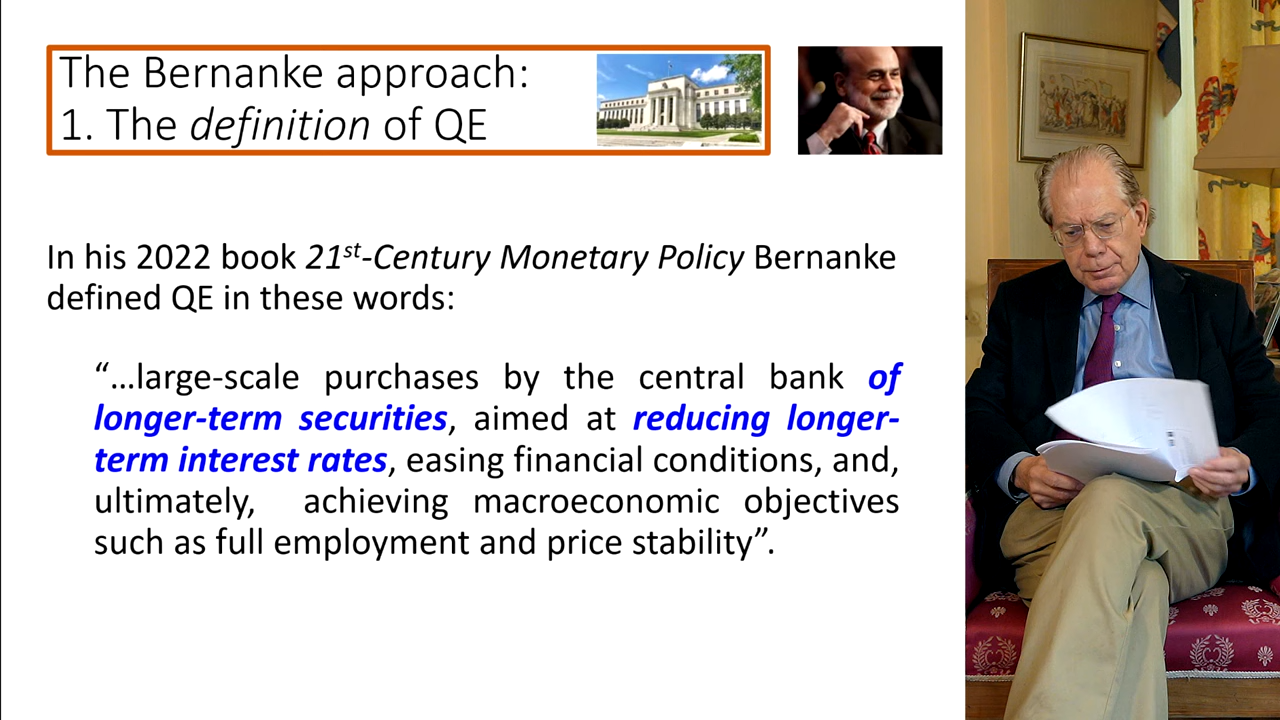 The Bernanke approach:
1. The definition of QE
In his 2022 book 21st-Century Monetary Policy Bernanke
defined QE in these words:
“…large-scale purchases by the central bank of
longer-term securities, aimed at reducing longer-
term interest rates, easing financial conditions, and,
ultimately, achieving macroeconomic objectives
such as full employment and price stability”.